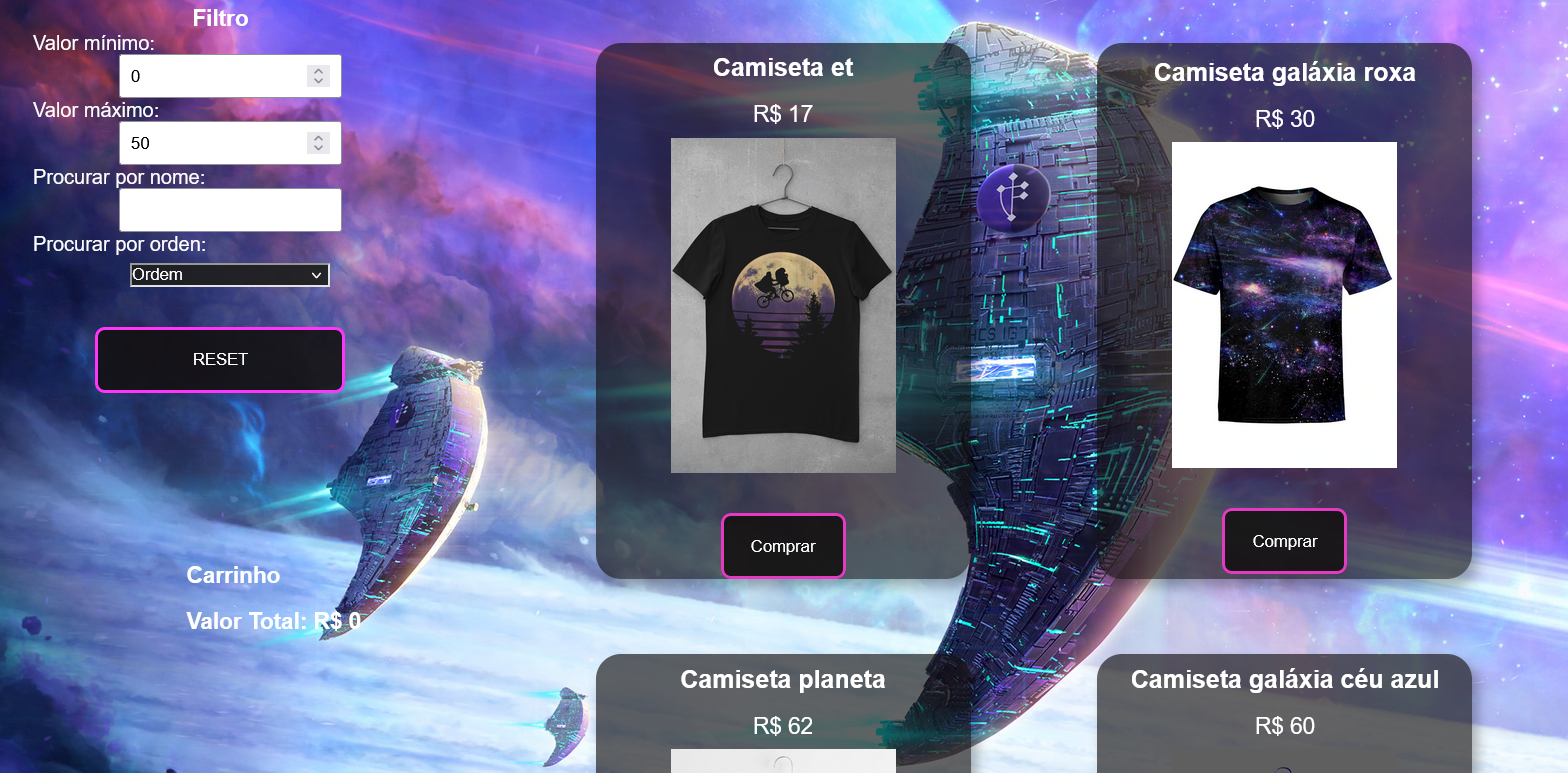 Filtro
Valor mínimo:
0
Valor máximo:
50
Procurar por nome:
Procurar por orden:
Ordem
RESET
Carrinho
Valor Total: R$ 0
Camiseta et
R$ 17
Comprar
Camiseta galáxia roxa
R$ 30
Comprar
Camiseta planeta
R$ 62
Camiseta galáxia céu azul
R$ 60